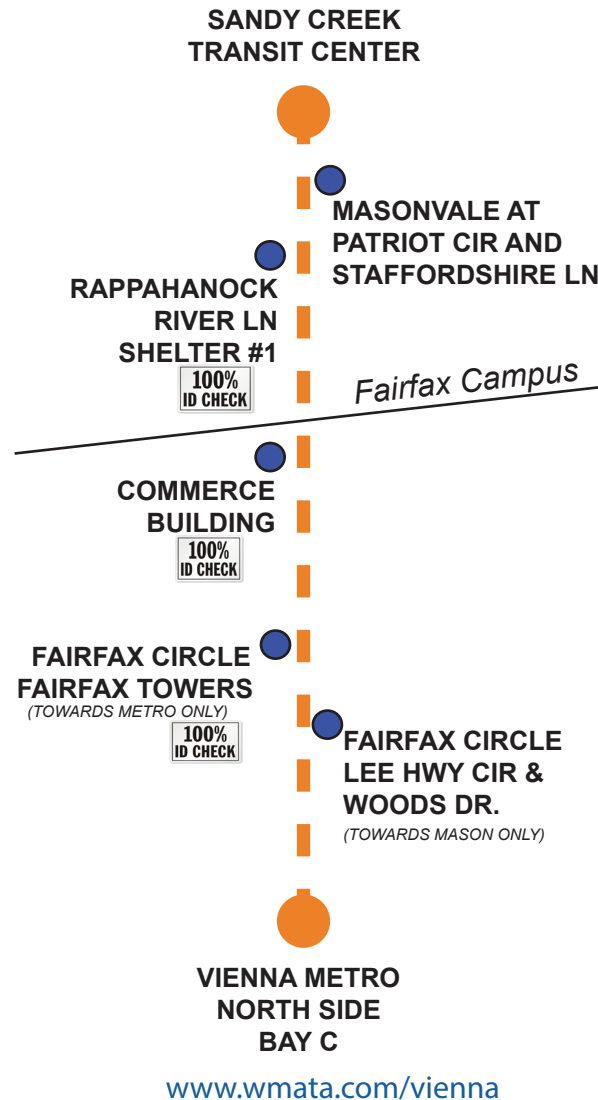 SANDY CREEK
TRANSIT CENTER
MASONVALE AT
PATRIOT CIR AND
STAFFORDSHIRE LN
RAPPAHANOCK
RIVER LN
SHELTER #1
100%
ID CHECK
Fairfax Campus
COMMERCE
BUILDING
100%
ID CHECK
FAIRFAX CIRCLE
FAIRFAX TOWERS
(TOWARDS METRO ONLY)
100%
ID CHECK
FAIRFAX CIRCLE
LEE HWY CIR &
WOODS DR.
(TOWARDS MASON ONLY)
VIENNA METRO
NORTH SIDE
BAY C
www.wmata.com/vienna